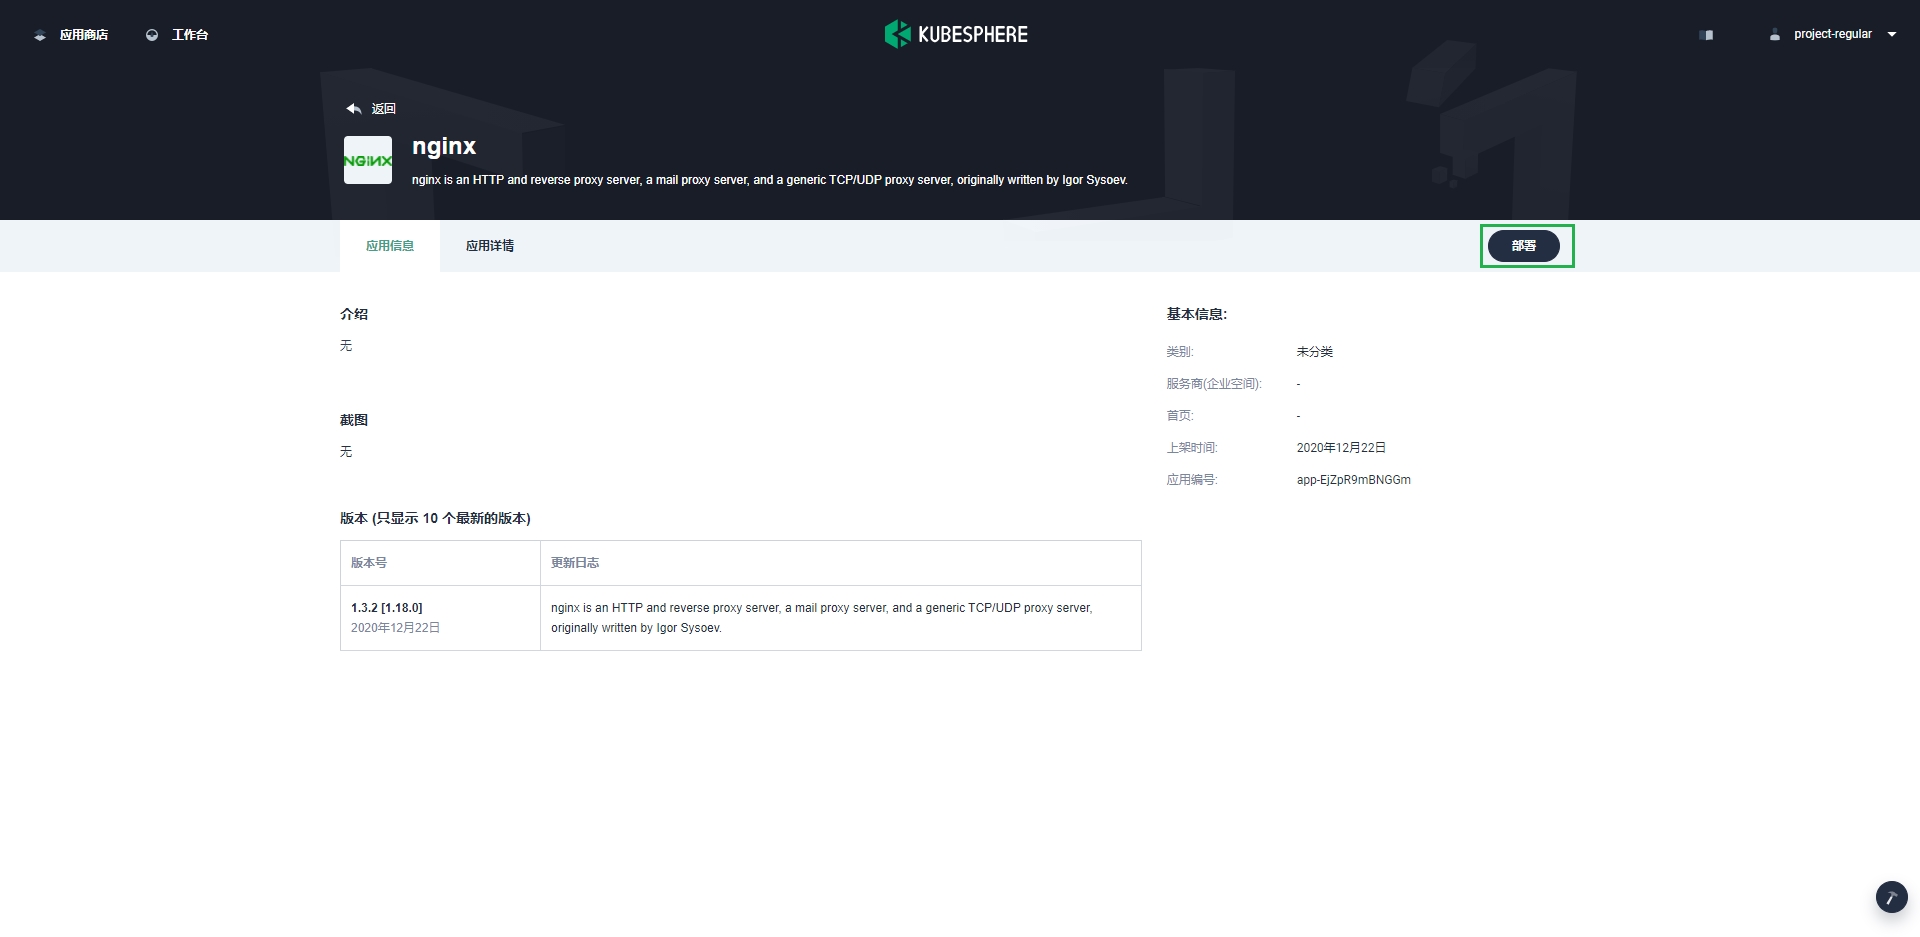 应用商店
工作台
KUBESPHERE
project-regular
返回
NGINX
nginx
nginx is an HTTP and reverse proxy server, a mail proxy server, and a generic TCP/UDP proxy server, originally written by Igor Sysoev.
应用信息
应用详情
部署
介绍
无
截图
无
版本 (只显示 10 个最新的版本)
版本号
更新日志
1.3.2 [1.18.0]
2020年12月22日
nginx is an HTTP and reverse proxy server, a mail proxy server, and a generic TCP/UDP proxy server,
originally written by Igor Sysoev.
基本信息:
类别: 未分类
服务商(企业空间): -
首页: -
上架时间: 2020年12月22日
应用编号: app-EjZpR9mBNGGm